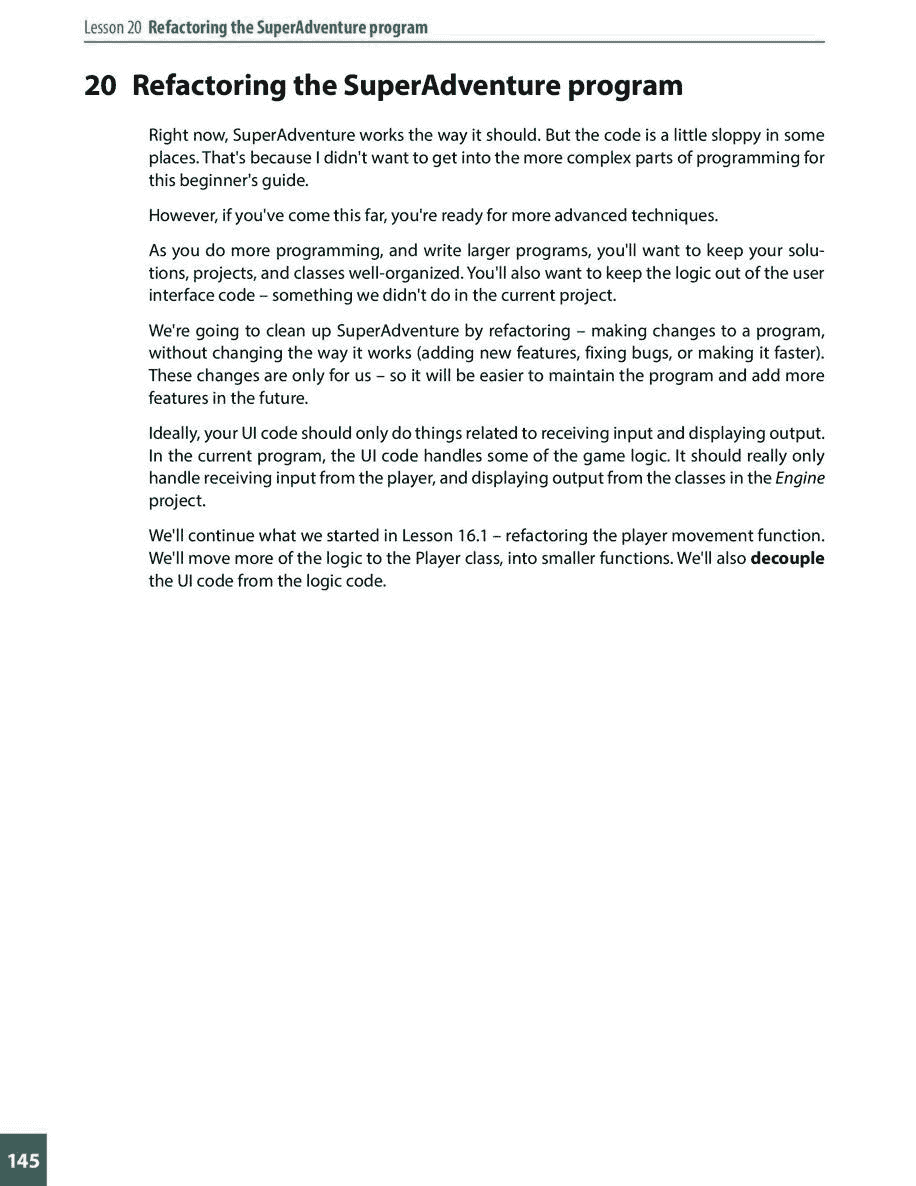 Lesson 20 Refactoring the SuperAdventure program
20 Refactoring the SuperAdventure program
Right now, SuperAdventure works the way it should. But the code is a little sloppy in some
places. That's because I didn't want to get into the more complex parts of programming for
this beginner's guide.
However, if you've come this far, you're ready for more advanced techniques.
As you do more programming, and write larger programs, you'll want to keep your solu-
tions, projects, and classes well-organized. You'll also want to keep the logic out of the user
interface code – something we didn't do in the current project.
We're going to clean up SuperAdventure by refactoring – making changes to a program,
without changing the way it works (adding new features, fixing bugs, or making it faster).
These changes are only for us – so it will be easier to maintain the program and add more
features in the future.
Ideally, your UI code should only do things related to receiving input and displaying output.
In the current program, the UI code handles some of the game logic. It should really only
handle receiving input from the player, and displaying output from the classes in the Engine
project.
We'll continue what we started in Lesson 16.1 – refactoring the player movement function.
We'll move more of the logic to the Player class, into smaller functions. We'll also decouple
the UI code from the logic code.
145